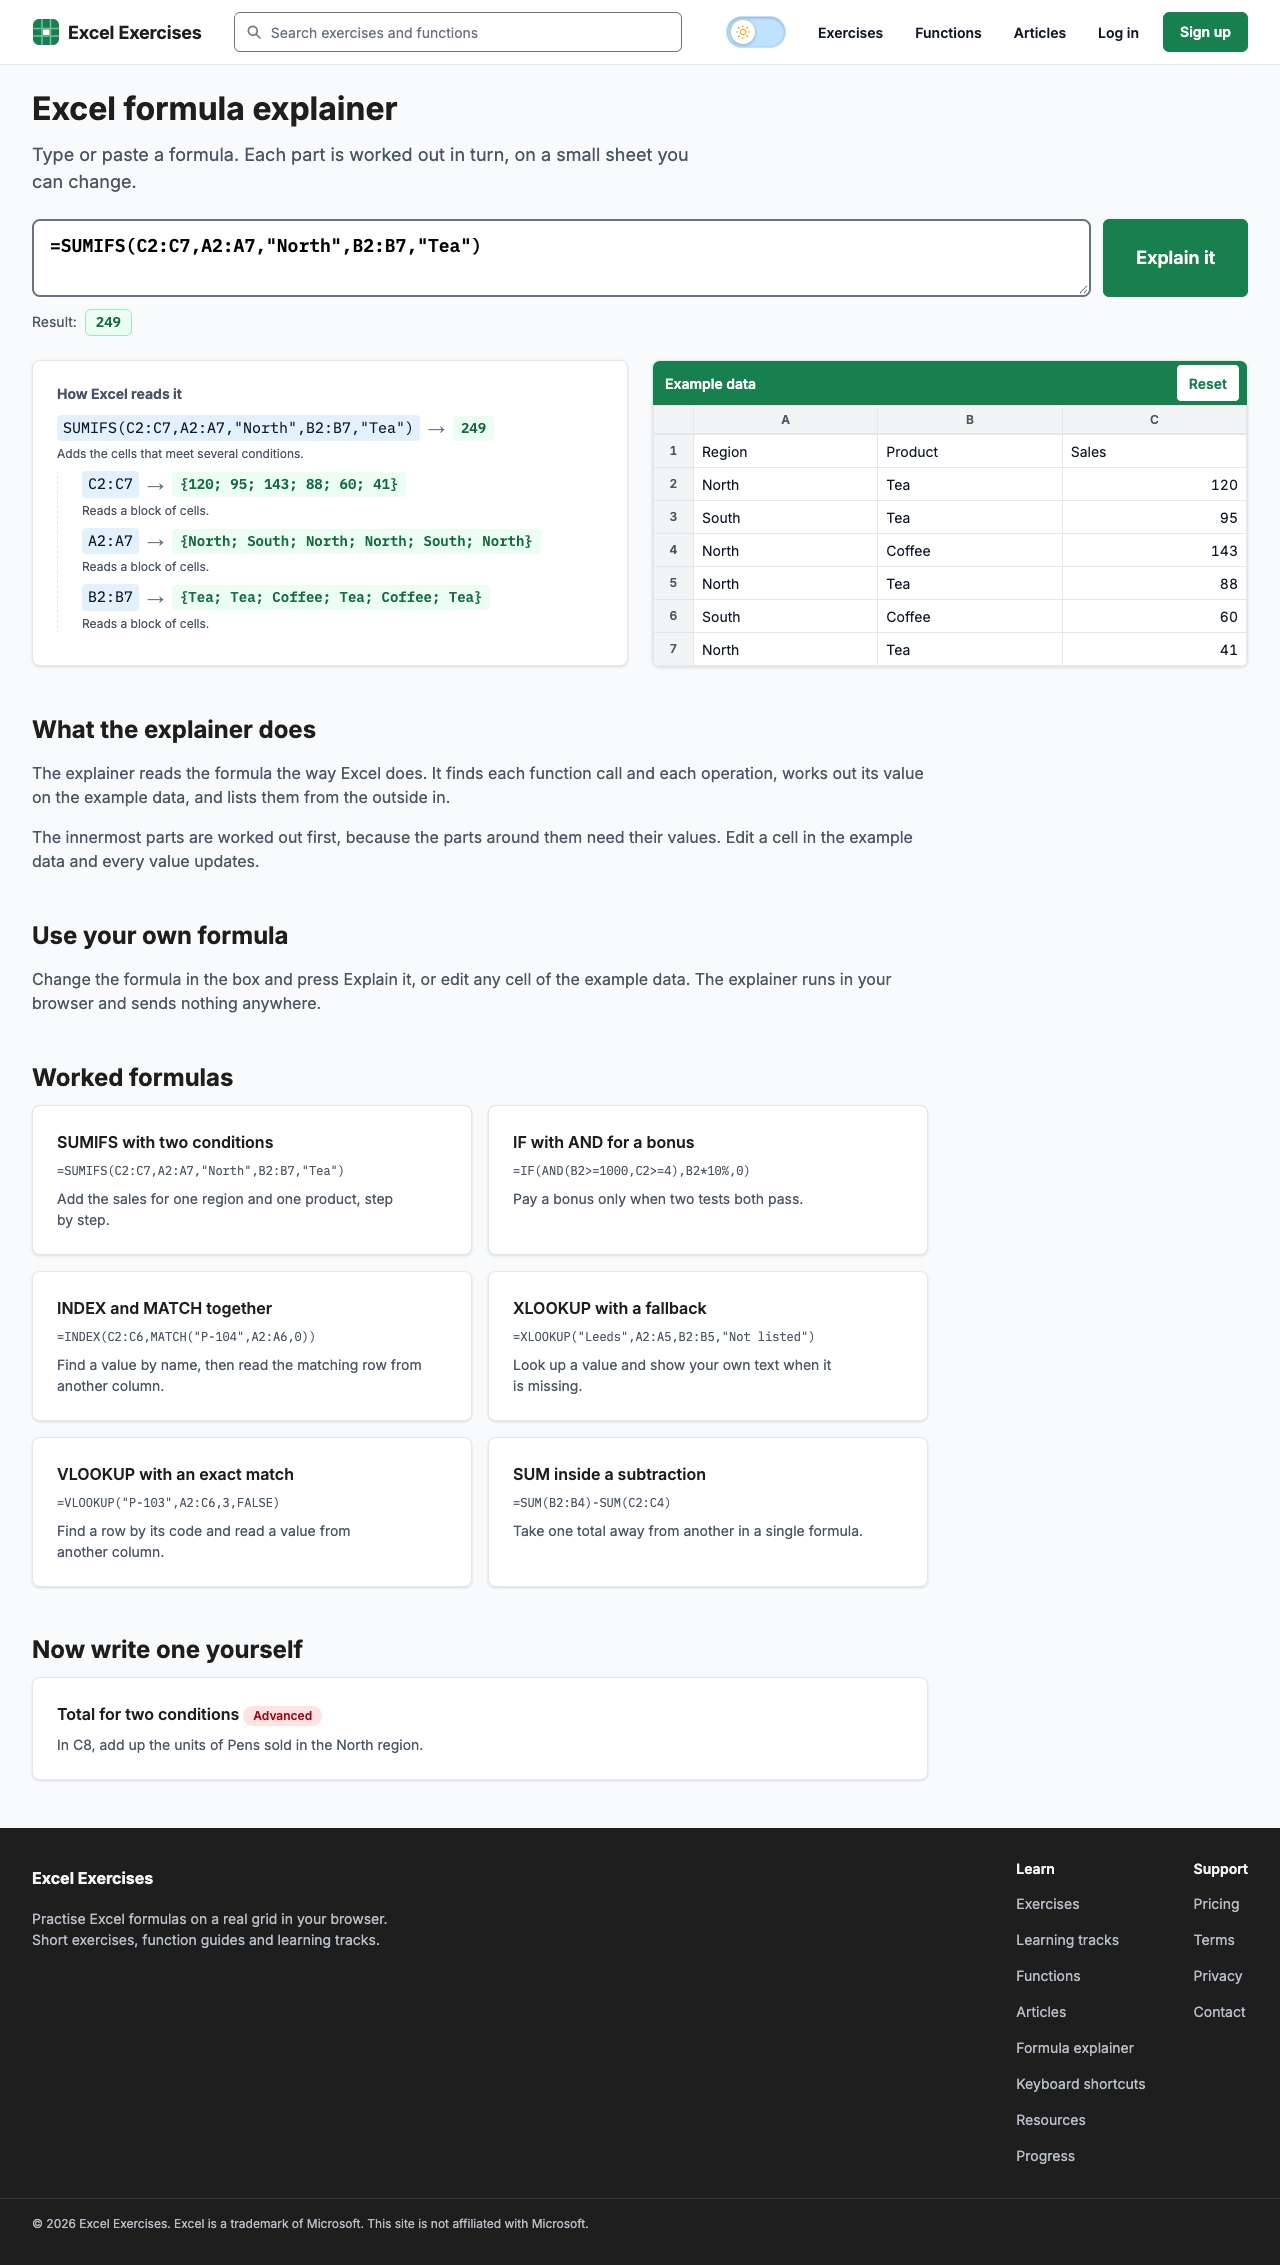 Excel Exercises
Search exercises and functions
Exercises
Functions
Articles
Log in
Sign up
Excel formula explainer
Type or paste a formula. Each part is worked out in turn, on a small sheet you
can change.
=SUMIFS(C2:C7,A2:A7,"North",B2:B7,"Tea")
Explain it
Result: 249
How Excel reads it
SUMIFS(C2:C7,A2:A7,"North",B2:B7,"Tea") → 249
Adds the cells that meet several conditions.
C2:C7 → {120; 95; 143; 88; 60; 41}
Reads a block of cells.
A2:A7 → {North; South; North; North; South; North}
Reads a block of cells.
B2:B7 → {Tea; Tea; Coffee; Tea; Coffee; Tea}
Reads a block of cells.
Example data
Reset
A B C
1 Region Product Sales
2 North Tea 120
3 South Tea 95
4 North Coffee 143
5 North Tea 88
6 South Coffee 60
7 North Tea 41
What the explainer does
The explainer reads the formula the way Excel does. It finds each function call and each operation, works out its value
on the example data, and lists them from the outside in.
The innermost parts are worked out first, because the parts around them need their values. Edit a cell in the example
data and every value updates.
Use your own formula
Change the formula in the box and press Explain it, or edit any cell of the example data. The explainer runs in your
browser and sends nothing anywhere.
Worked formulas
SUMIFS with two conditions
=SUMIFS(C2:C7,A2:A7,"North",B2:B7,"Tea")
Add the sales for one region and one product, step
by step.
IF with AND for a bonus
=IF(AND(B2>=1000,C2>=4),B2*10%,0)
Pay a bonus only when two tests both pass.
INDEX and MATCH together
=INDEX(C2:C6,MATCH("P-104",A2:A6,0))
Find a value by name, then read the matching row from
another column.
XLOOKUP with a fallback
=XLOOKUP("Leeds",A2:A5,B2:B5,"Not listed")
Look up a value and show your own text when it
is missing.
VLOOKUP with an exact match
=VLOOKUP("P-103",A2:C6,3,FALSE)
Find a row by its code and read a value from
another column.
SUM inside a subtraction
=SUM(B2:B4)-SUM(C2:C4)
Take one total away from another in a single formula.
Now write one yourself
Total for two conditions Advanced
In C8, add up the units of Pens sold in the North region.
Excel Exercises
Practise Excel formulas on a real grid in your browser.
Short exercises, function guides and learning tracks.
Learn
Exercises
Learning tracks
Functions
Articles
Formula explainer
Keyboard shortcuts
Resources
Progress
Support
Pricing
Terms
Privacy
Contact
© 2026 Excel Exercises. Excel is a trademark of Microsoft. This site is not affiliated with Microsoft.